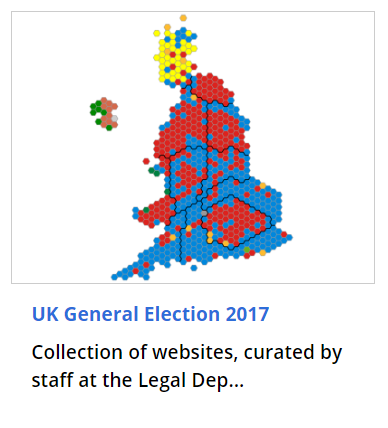 UK General Election 2017
Collection of websites, curated by
staff at the Legal Dep...